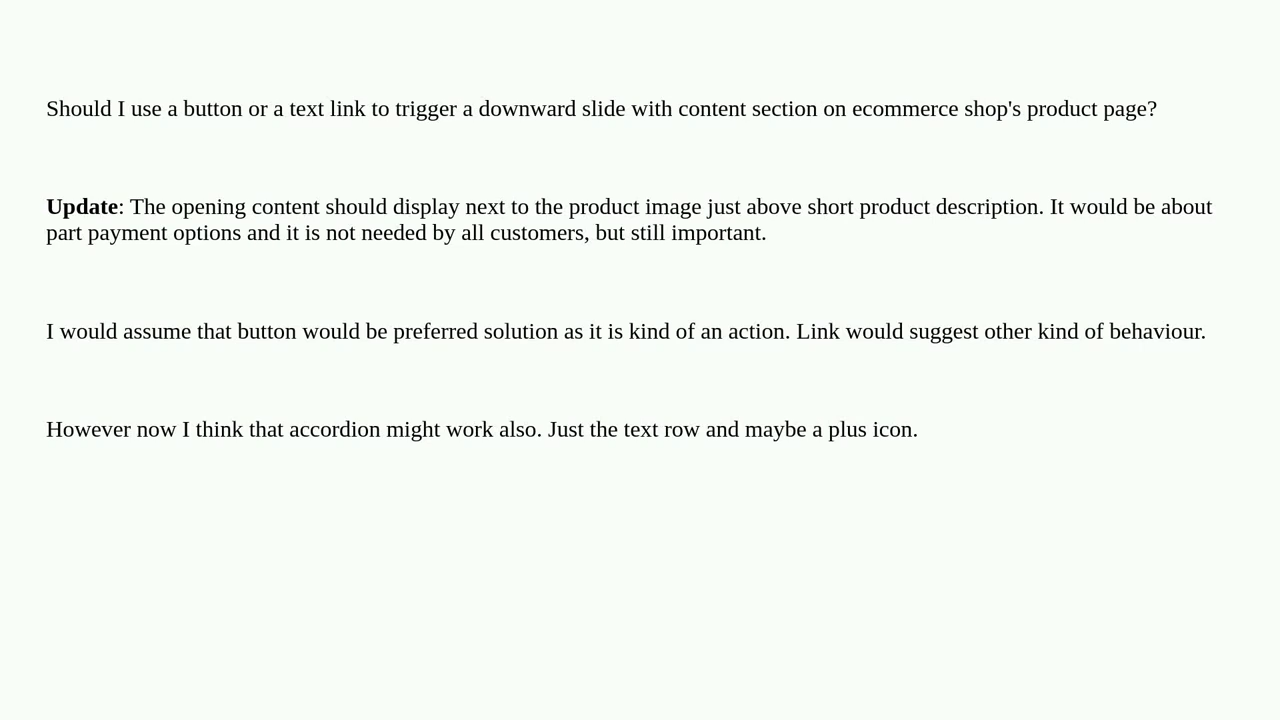 Should I use a button or a text link to trigger a downward slide with content section on ecommerce shop's product page?
Update: The opening content should display next to the product image just above short product description. It would be about
part payment options and it is not needed by all customers, but still important.
I would assume that button would be preferred solution as it is kind of an action. Link would suggest other kind of behaviour.
However now I think that accordion might work also. Just the text row and maybe a plus icon.